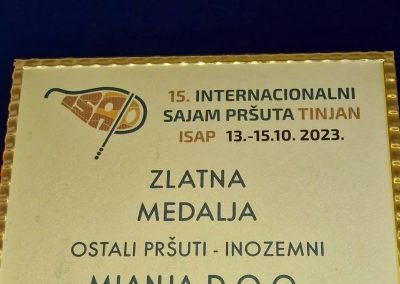 ISAP
15. INTERNACIONALNI
SAJAM PRŠUTA TINJAN
ISAP 13.-15.10. 2023.
ZLATNA
MEDALJA
OSTALI PRŠUTI - INOZEMNI
D.O.O.